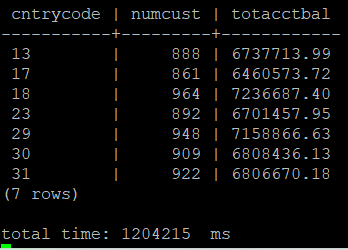 cntrycode | numcust | totacctbal
-----------+---------+------------
13 | 888 | 6737713.99
17 | 861 | 6460573.72
18 | 964 | 7236687.40
23 | 892 | 6701457.95
29 | 948 | 7158866.63
30 | 909 | 6808436.13
31 | 922 | 6806670.18
(7 rows)
total time: 1204215 ms